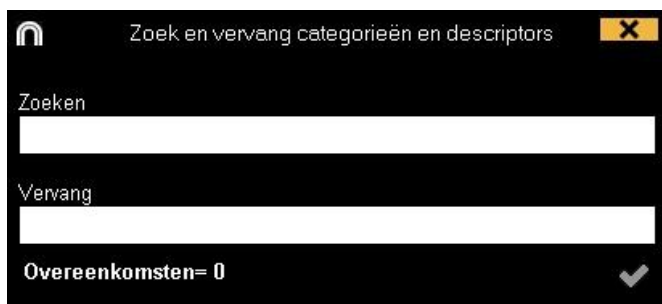 Zoek en vervang categorieën en descriptors
Zoeken
Vervang
Overeenkomsten= 0